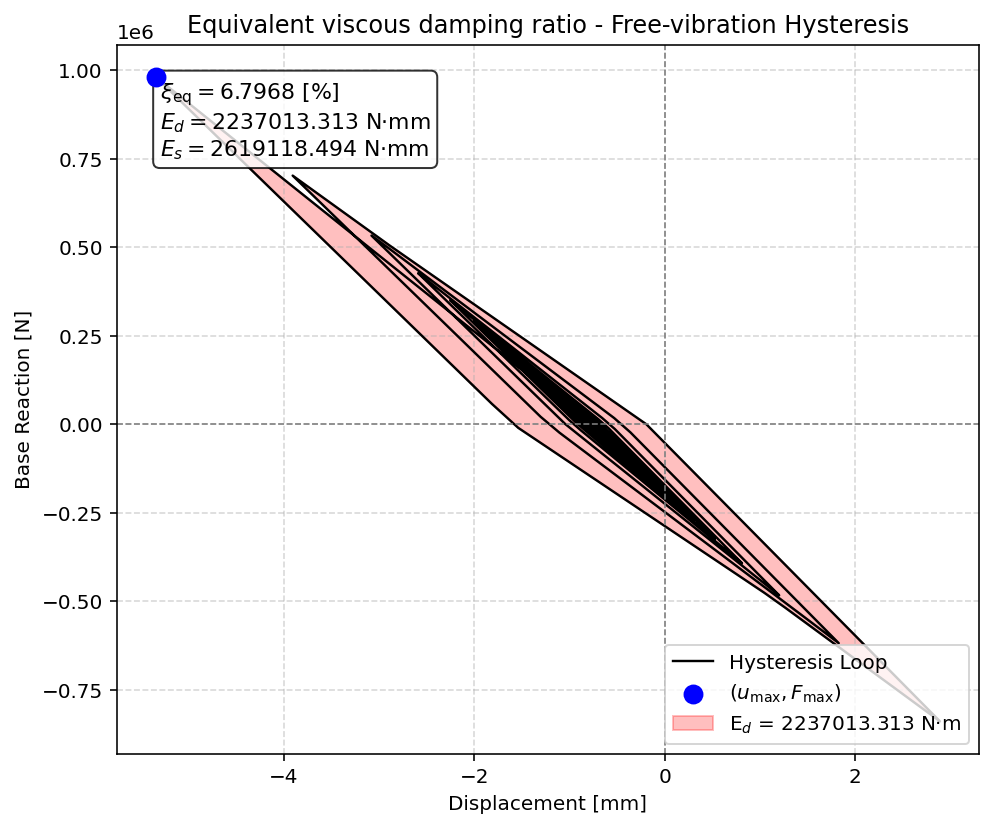 Equivalent viscous damping ratio - Free-vibration Hysteresis
1e6
1.00
0.75
0.50
0.25
0.00
−0.25
−0.50
−0.75
Base Reaction [N]
ξeq = 6.7968 [%]
Ed = 2237013.313 N·mm
Es = 2619118.494 N·mm
Hysteresis Loop
(umax, Fmax)
Ed = 2237013.313 N·m
−4
−2
0
2
Displacement [mm]